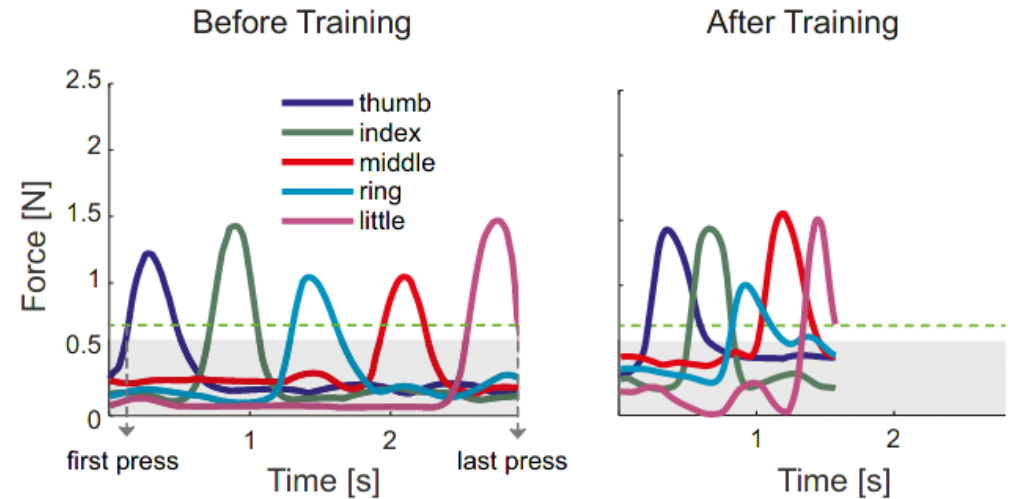 Before Training
After Training
2.5
2
1.5
1
0.5
0
Force [N]
thumb
index
middle
ring
little
1
2
first press
last press
Time [s]
1
2
Time [s]